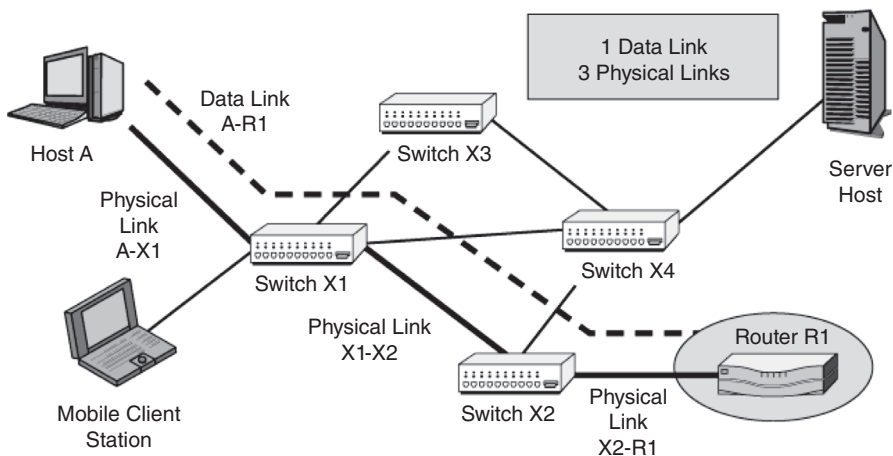 1 Data Link
3 Physical Links
Data Link
A-R1
Host A
Switch X3
Server
Host
Physical
Link
A-X1
Switch X1
Switch X4
Physical Link
X1-X2
Router R1
Mobile Client
Station
Switch X2
Physical
Link
X2-R1